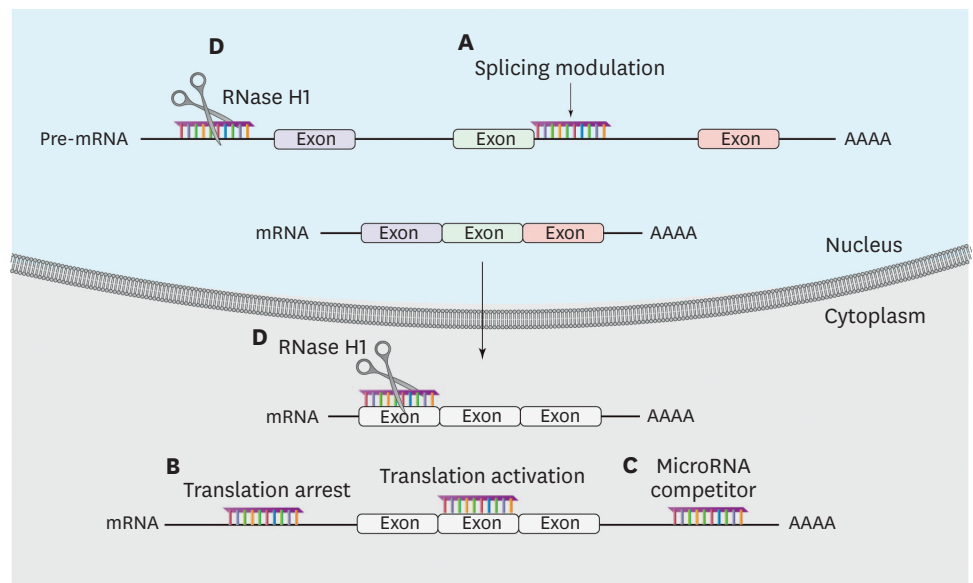 D
A
Splicing modulation
RNase H1
Pre-mRNA
Exon
Exon
Exon
AAAA
mRNA
Exon
Exon
Exon
AAAA
Nucleus
Cytoplasm
D
RNase H1
mRNA
Exon
Exon
Exon
AAAA
B
Translation arrest
Translation activation
C
MicroRNA
competitor
mRNA
Exon
Exon
Exon
AAAA